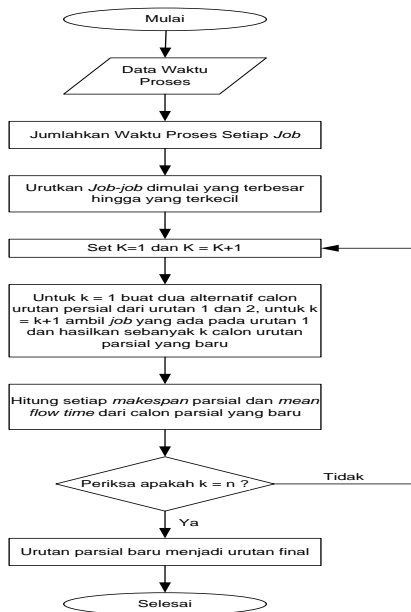 Mulai
Data Waktu
Proses
Jumlahkan Waktu Proses Setiap Job
Urutkan Job-job dimulai yang terbesar
hingga yang terkecil
Set K=1 dan K = K+1
Untuk k = 1 buat dua alternatif calon
urutan persial dari urutan 1 dan 2, untuk k
= k+1 ambil job yang ada pada urutan 1
dan hasilkan sebanyak k calon urutan
parsial yang baru
Hitung setiap makespan parsial dan mean
flow time dari calon parsial yang baru
Periksa apakah k = n ?
Tidak
Ya
Urutan parsial baru menjadi urutan final
Selesai